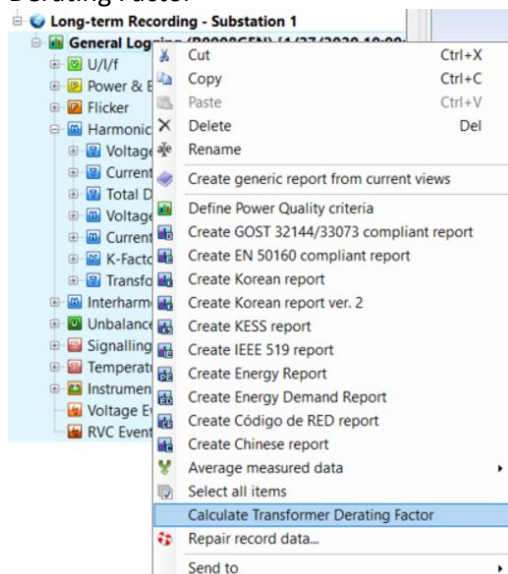 Derating Factor
Long-term Recording - Substation 1
General Logging
U/I/f
Power & E
Flicker
Harmonic
Voltage
Current
Total D
Voltage
Current
K-Facto
Transfo
Interharm
Unbalance
Signalling
Temperatu
Instrumen
Voltage Ev
RVC Event
Cut Ctrl+X
Copy Ctrl+C
Paste Ctrl+V
Delete Del
Rename
Create generic report from current views
Define Power Quality criteria
Create GOST 32144/33073 compliant report
Create EN 50160 compliant report
Create Korean report
Create Korean report ver. 2
Create KESS report
Create IEEE 519 report
Create Energy Report
Create Energy Demand Report
Create Código de RED report
Create Chinese report
Average measured data
Select all items
Calculate Transformer Derating Factor
Repair record data...
Send to